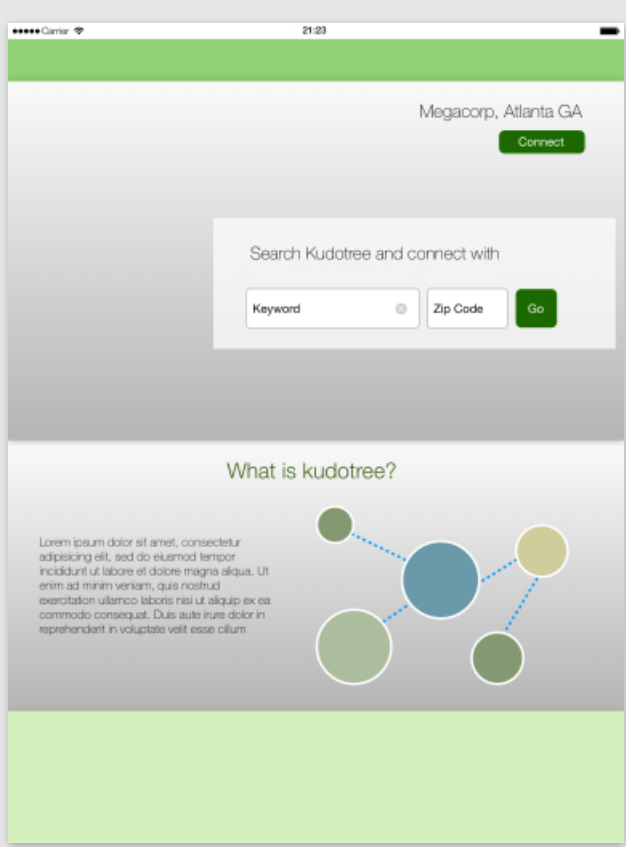 Carrier 21:23
Megacorp, Atlanta GA
Connect
Search Kudotree and connect with
Keyword Zip Code Go
What is kudotree?
Lorem ipsum dolor sit amet, consectetur
adipisicing elit, sed do eiusmod tempor
incididunt ut labore et dolore magna aliqua. Ut
enim ad minim veniam, quis nostrud
exercitation ullamco laboris nisi ut aliquip ex ea
commodo consequat. Duis aute irure dolor in
reprehenderit in voluptate velit esse cillum